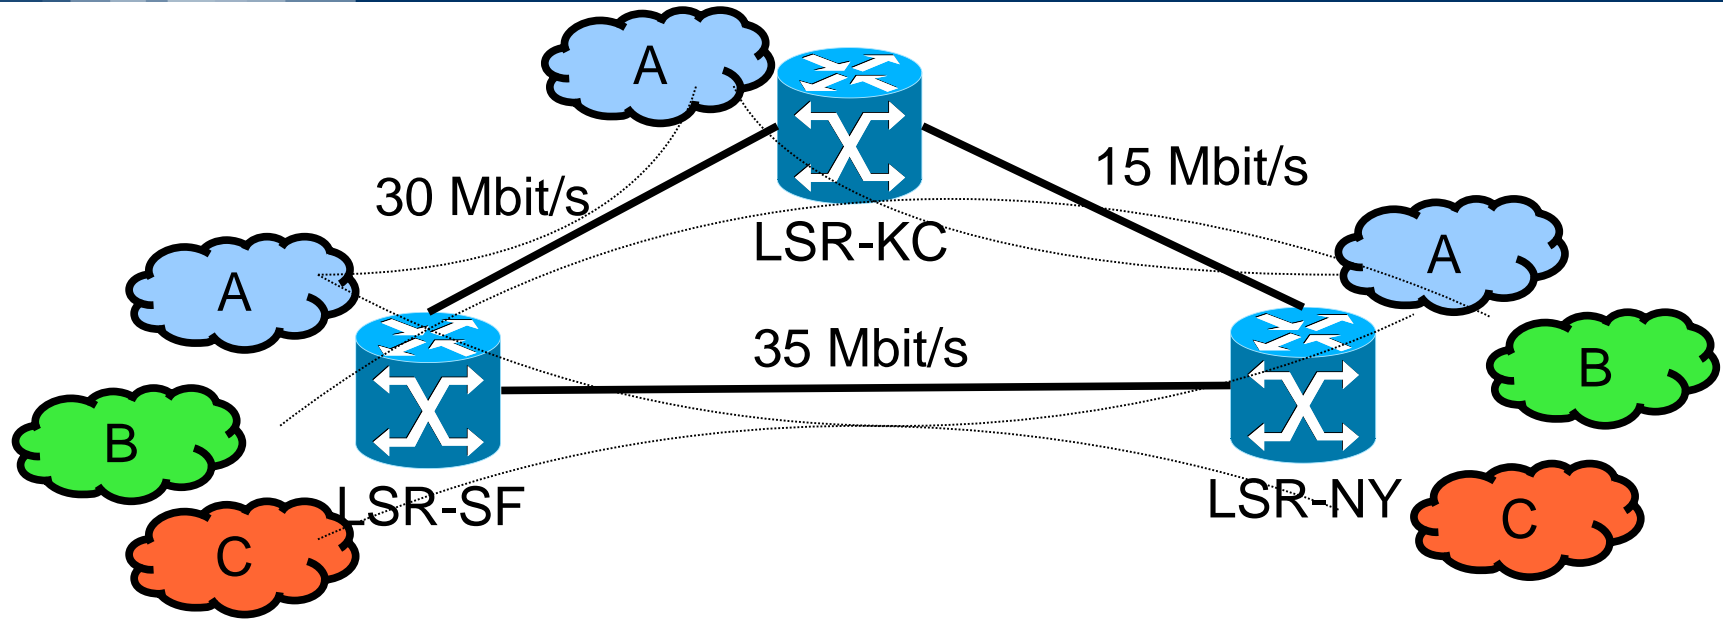 A
15 Mbit/s
30 Mbit/s
LSR-KC
A
A
35 Mbit/s
B
B
LSR-SF
LSR-NY
C
C